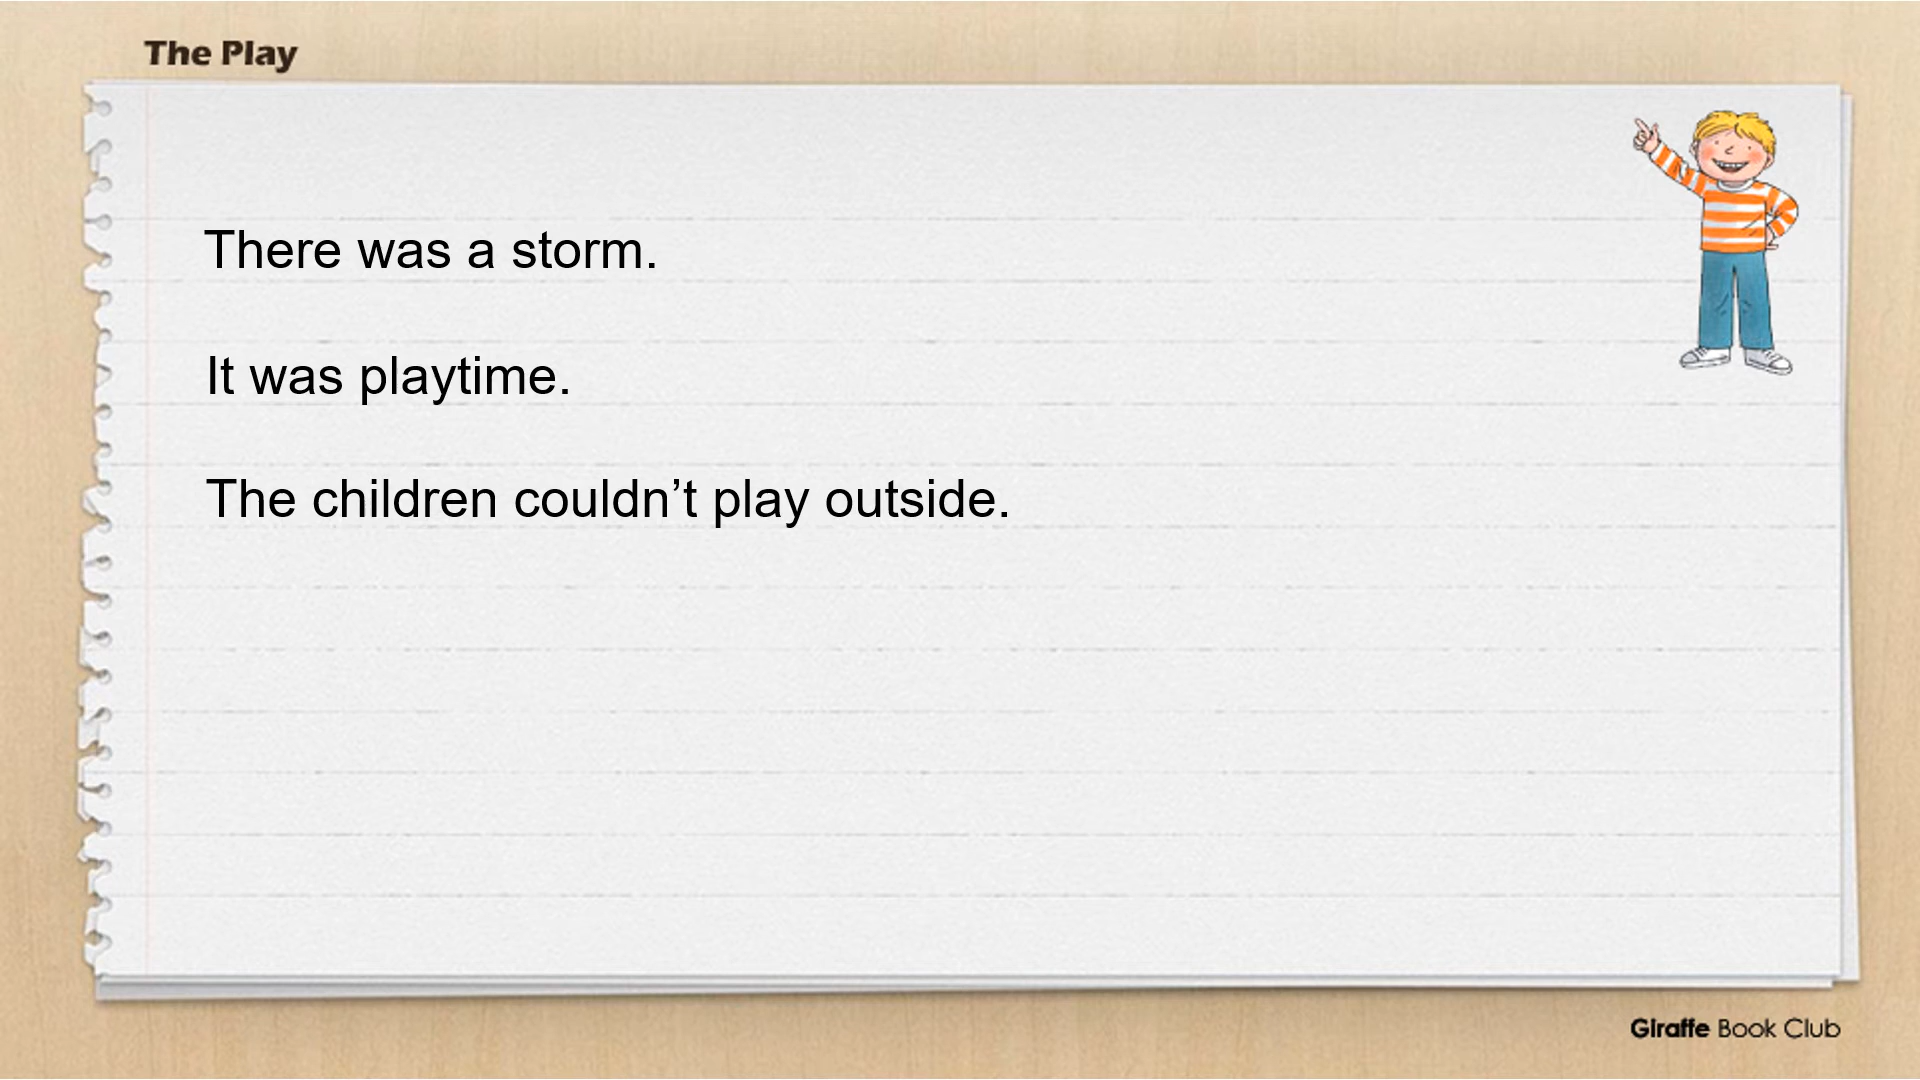 The Play
There was a storm.
It was playtime.
The children couldn’t play outside.
Giraffe Book Club